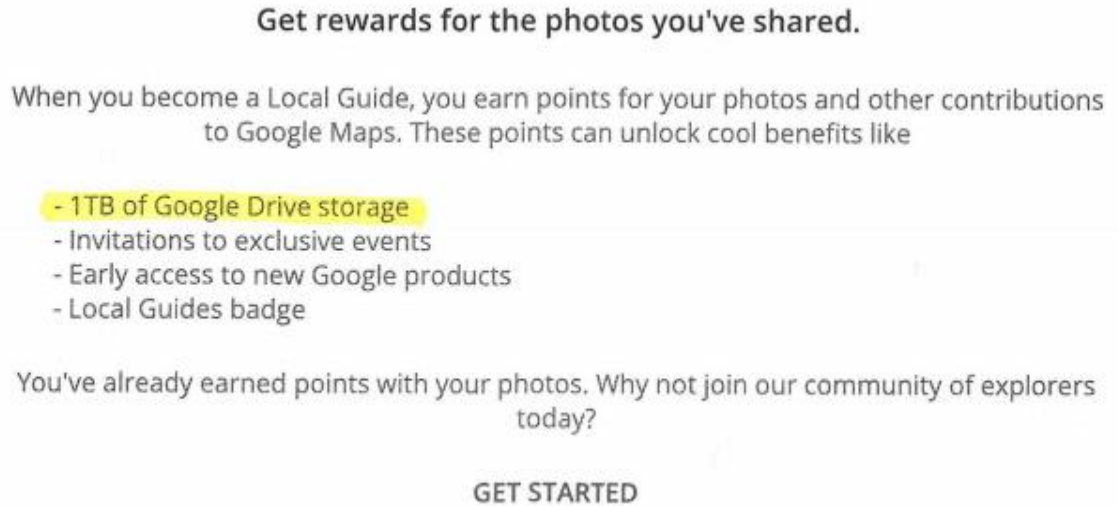 Get rewards for the photos you've shared.
When you become a Local Guide, you earn points for your photos and other contributions
to Google Maps. These points can unlock cool benefits like
- 1TB of Google Drive storage
- Invitations to exclusive events
- Early access to new Google products
- Local Guides badge
You've already earned points with your photos. Why not join our community of explorers
today?
GET STARTED